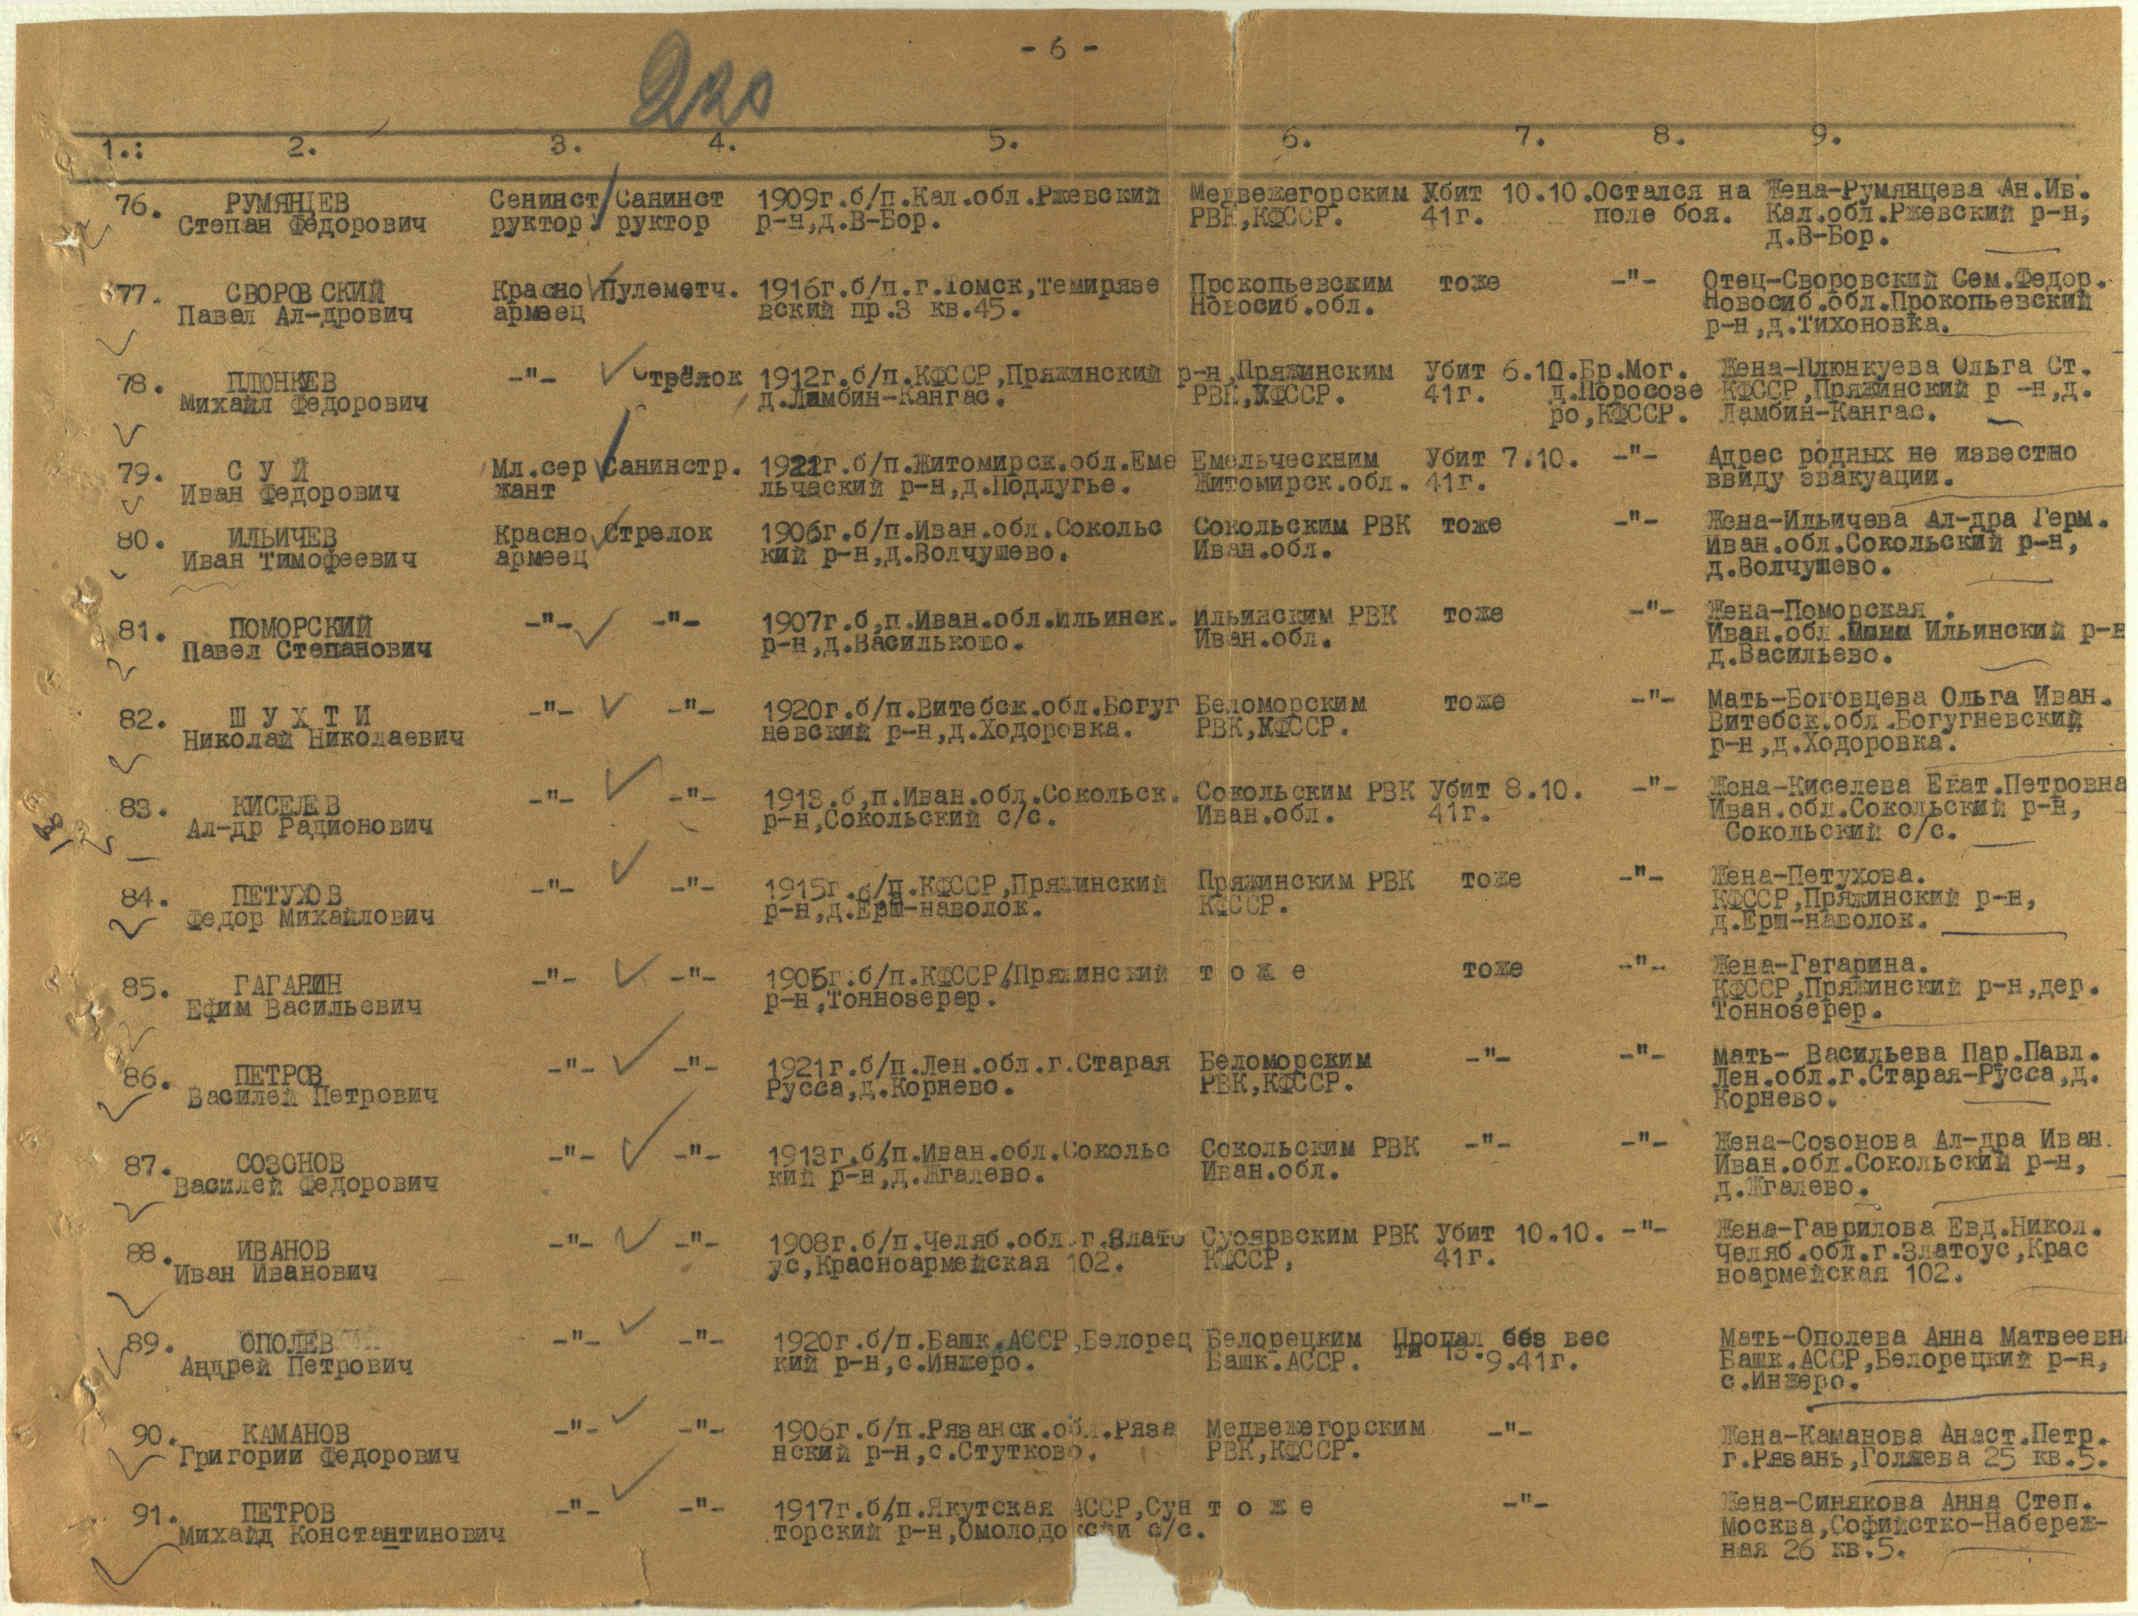 - 6 -
220
1.: 2. 3. 4. 5. 6. 7. 8. 9.
76. РУМЯНЦЕВ Сенинст Санинст 1909г.б/п.Кал.обл.Ржевский Медвежегорским Убит 10.10. Остался на Жена-Румянцева Ан.Ив.
Степан Федорович руктор руктор р-н,д.В-Бор. РВК,КФССР. 41г. поле боя. Кал.обл.Ржевский р-н,
д.В-Бор.
77. СВОРОВСКИЙ Красно Пулеметч. 1916г.б/п.г.Томск,Темирязе Прокопьевским тоже -"- Отец-Своровский Сем.Федор.
Павел Ал-дрович армеец вский пр.3 кв.45. Новосиб.обл. Новосиб.обл.Прокопьевский
р-н,д.Тихоновка.
78. ПЛЮНКЕВ -"- Стрелок 1912г.б/п.КФССР,Пряжинский р-н,Пряжинским Убит 6.10. Бр.Мог. Жена-Плюнкуева Ольга Ст.
Михайл Федорович д.Ламбин-Кангас. РВК,КФССР. 41г. д.Поросозе КФССР,Пряжинский р -н,д.
ро,КФССР. Ламбин-Кангас.
79. С У Й Мл.сер Санинстр. 1921г.б/п.Житомирск.обл.Еме Емельческним Убит 7.10. -"- Адрес родных не известно
Иван Федорович жант льчаский р-н,д.Подлугье. Житомирск.обл. 41г. ввиду эвакуации.
80. ИЛЬИЧЕВ Красно Стрелок 1906г.б/п.Иван.обл.Сокольс Сокольским РВК тоже -"- Жена-Ильичева Ал-дра Герм.
Иван Тимофеевич армеец кий р-н,д.Волчушево. Иван.обл. Иван.обл.Сокольский р-н,
д.Волчушево.
81. ПОМОРСКИЙ -"- -"- 1907г.б,п.Иван.обл.Ильинск. Ильинским РВК тоже -"- Жена-Поморская .
Павел Степанович р-н,д.Васильково. Иван.обл. Иван.обл. Ильинский р-н
д.Васильево.
82. Ш У Х Т И -"- -"- 1920г.б/п.Витебск.обл.Богуг Беломорским тоже -"- Мать-Боговцева Ольга Иван.
Николай Николаевич невский р-н,д.Ходоровка. РВК,КФССР. Витебск.обл.Богугневский
р-н,д.Ходоровка.
83. КИСЕЛЕВ -"- -"- 1913.б,п.Иван.обл.Сокольск. Сокольским РВК Убит 8.10. -"- Жена-Киселева Екат.Петровна
Ал-др Радионович р-н,Сокольский с/с. Иван.обл. 41г. Иван.обл.Сокольский р-н,
Сокольский с/с.
84. ПЕТУХОВ -"- -"- 1915г.б/п.КФССР,Пряжинский Пряжинским РВК тоже -"- Жена-Петухова.
Федор Михайлович р-н,д.Ерш-наволок. КФССР. КФССР,Пряжинский р-н,
д.Ерш-наволок.
85. ГАГАРИН -"- -"- 1905г.б/п.КФССР,Пряжинский т о ж е тоже -"- Жена-Гагарина.
Ефим Васильевич р-н,Тоннозерер. КФССР,Пряжинский р-н,дер.
Тоннозерер.
86. ПЕТРОВ -"- -"- 1921г.б/п.Лен.обл.г.Старая Беломорским -"- -"- Мать- Васильева Пар.Павл.
Василей Петрович Русса,д.Корнево. РВК,КФССР. Лен.обл.г.Старая-Русса,д.
Корнево.
87. СОЗОНОВ -"- -"- 1913г.б/п.Иван.обл.Сокольс Сокольским РВК -"- -"- Жена-Созонова Ал-дра Иван.
Василей Федорович кий р-н,д.Жгалево. Иван.обл. Иван.обл.Сокольский р-н,
д.Жгалево.
88. ИВАНОВ -"- -"- 1908г.б/п.Челяб.обл.г.Злато Суоярвским РВК Убит 10.10. -"- Жена-Гаврилова Евд.Никол.
Иван Иванович ус,Красноармейская 102. КФССР, 41г. Челяб.обл.г.Златоус,Крас
ноармейская 102.
89. ОПОЛЕВ -"- -"- 1920г.б/п.Башк.АССР,Белорец Белорецким Пропал без вес Мать-Ополева Анна Матвеевн
Андрей Петрович кий р-н,с.Инжеро. Башк.АССР. ти 13.9.41г. Башк.АССР,Белорецкий р-н,
с.Инжеро.
90. КАМАНОВ -"- -"- 1906г.б/п.Рязанск.обл.Ряза Медвежегорским -"- Жена-Каманова Анаст.Петр.
Григории Федорович нский р-н,с.Стутково. РВК,КФССР. г.Рязань,Голяева 25 кв.5.
91. ПЕТРОВ -"- -"- 1917г.б/п.Якутская АССР,Сун т о ж е -"- Жена-Синякова Анна Степ.
Михайд Константинович торский р-н, с/с. Москва,Софийстко-Набереж-
ная 26 кв.5.